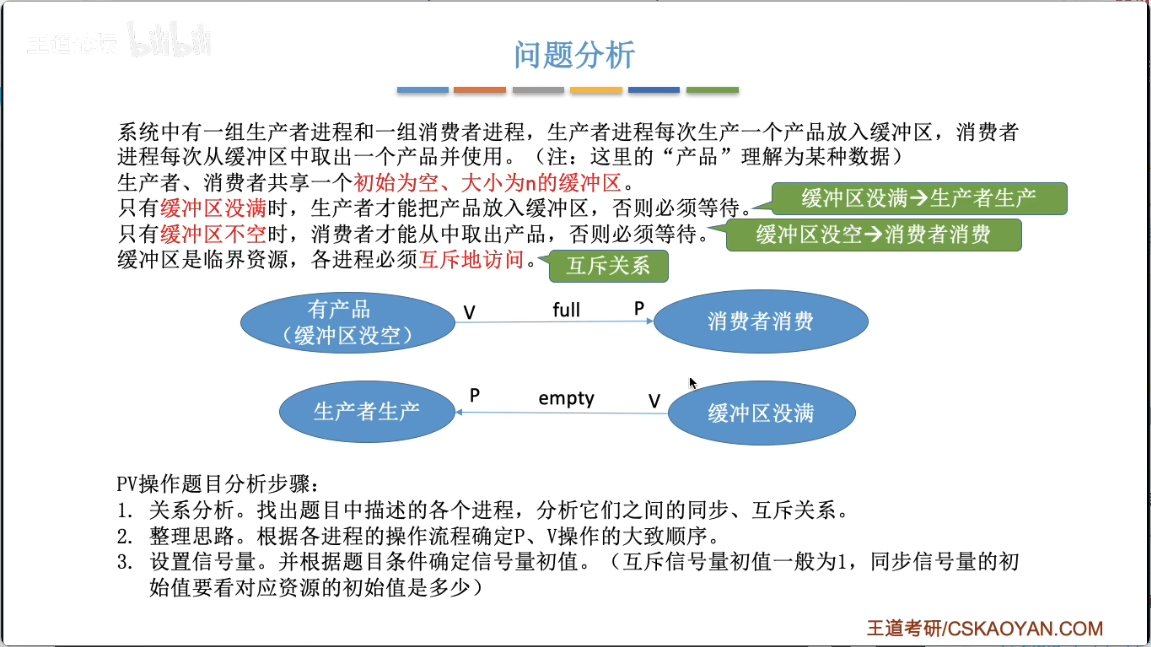 王道论坛 bilibili
问题分析
系统中有一组生产者进程和一组消费者进程，生产者进程每次生产一个产品放入缓冲区，消费者
进程每次从缓冲区中取出一个产品并使用。（注：这里的“产品”理解为某种数据）
生产者、消费者共享一个初始为空、大小为n的缓冲区。
只有缓冲区没满时，生产者才能把产品放入缓冲区，否则必须等待。
缓冲区没满→生产者生产
只有缓冲区不空时，消费者才能从中取出产品，否则必须等待。
缓冲区没空→消费者消费
缓冲区是临界资源，各进程必须互斥地访问。
互斥关系
有产品
（缓冲区没空）
V
full
P
消费者消费
生产者生产
P
empty
V
缓冲区没满
PV操作题目分析步骤：
1. 关系分析。找出题目中描述的各个进程，分析它们之间的同步、互斥关系。
2. 整理思路。根据各进程的操作流程确定P、V操作的大致顺序。
3. 设置信号量。并根据题目条件确定信号量初值。（互斥信号量初值一般为1，同步信号量的初
始值要看对应资源的初始值是多少）
王道考研/CSKAOYAN.COM